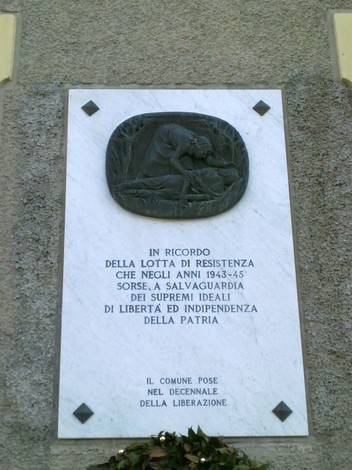 IN RICORDO
DELLA LOTTA DI RESISTENZA
CHE NEGLI ANNI 1943-45
SORSE, A SALVAGUARDIA
DEI SUPREMI IDEALI
DI LIBERTÁ ED INDIPENDENZA
DELLA PATRIA
IL COMUNE POSE
NEL DECENNALE
DELLA LIBERAZIONE